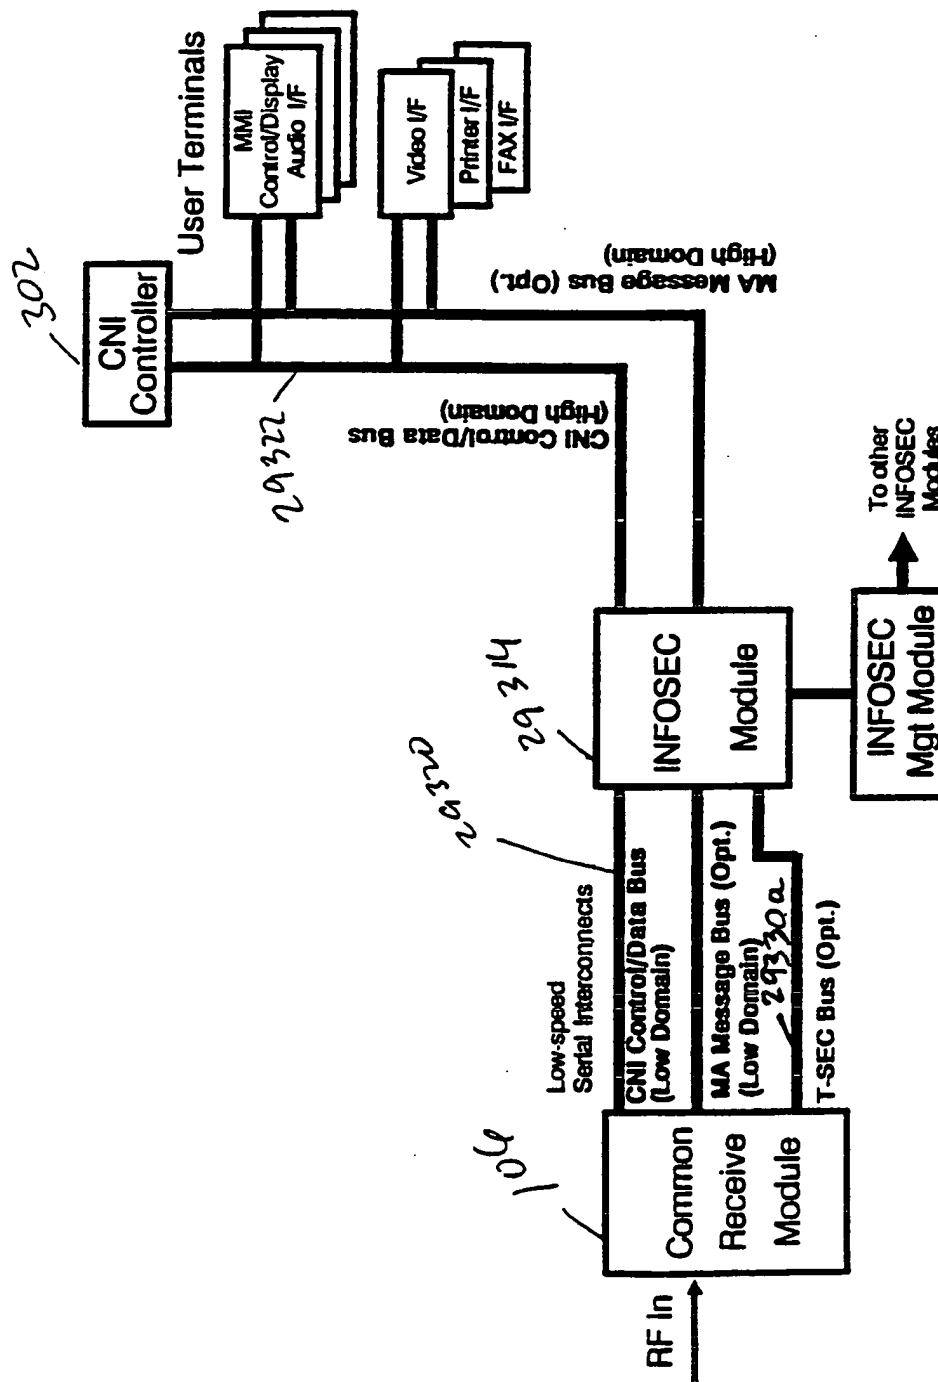 RF In
104
Common
Receive
Module
Low-speed
Serial Interconnects
29320
CNI Control/Data Bus
(Low Domain)
MA Message Bus (Opt.)
(Low Domain)
29330a
T-SEC Bus (Opt.)
29314
INFOSEC
Module
INFOSEC
Mgt Module
To other
INFOSEC
Modules
CNI Control/Data Bus
(High Domain)
29322
MA Message Bus (Opt.)
(High Domain)
302
CNI
Controller
User Terminals
MMI
Control/Display
Audio I/F
Video I/F
Printer I/F
FAX I/F